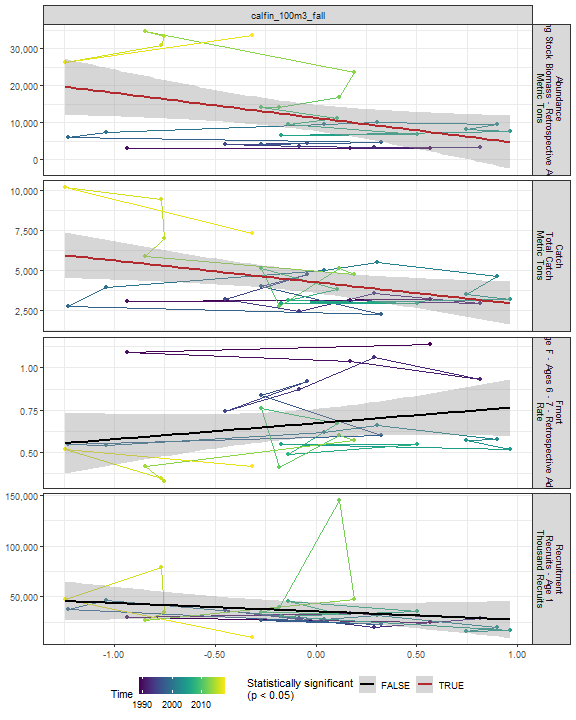 calfin_100m3_fall
30,000
20,000
10,000
0
Abundance
Stock Biomass - Retrospective
Metric Tons
10,000
7,500
5,000
2,500
Catch
Total Catch
Metric Tons
1.00
0.75
0.50
Fmort
F - Ages 6 - 7 - Retrospective
Rate
150,000
100,000
50,000
Recruitment
Recruits - Age 1
Thousand Recruits
-1.00
-0.50
0.00
0.50
1.00
Time
1990 2000 2010
Statistically significant
(p < 0.05)
FALSE
TRUE